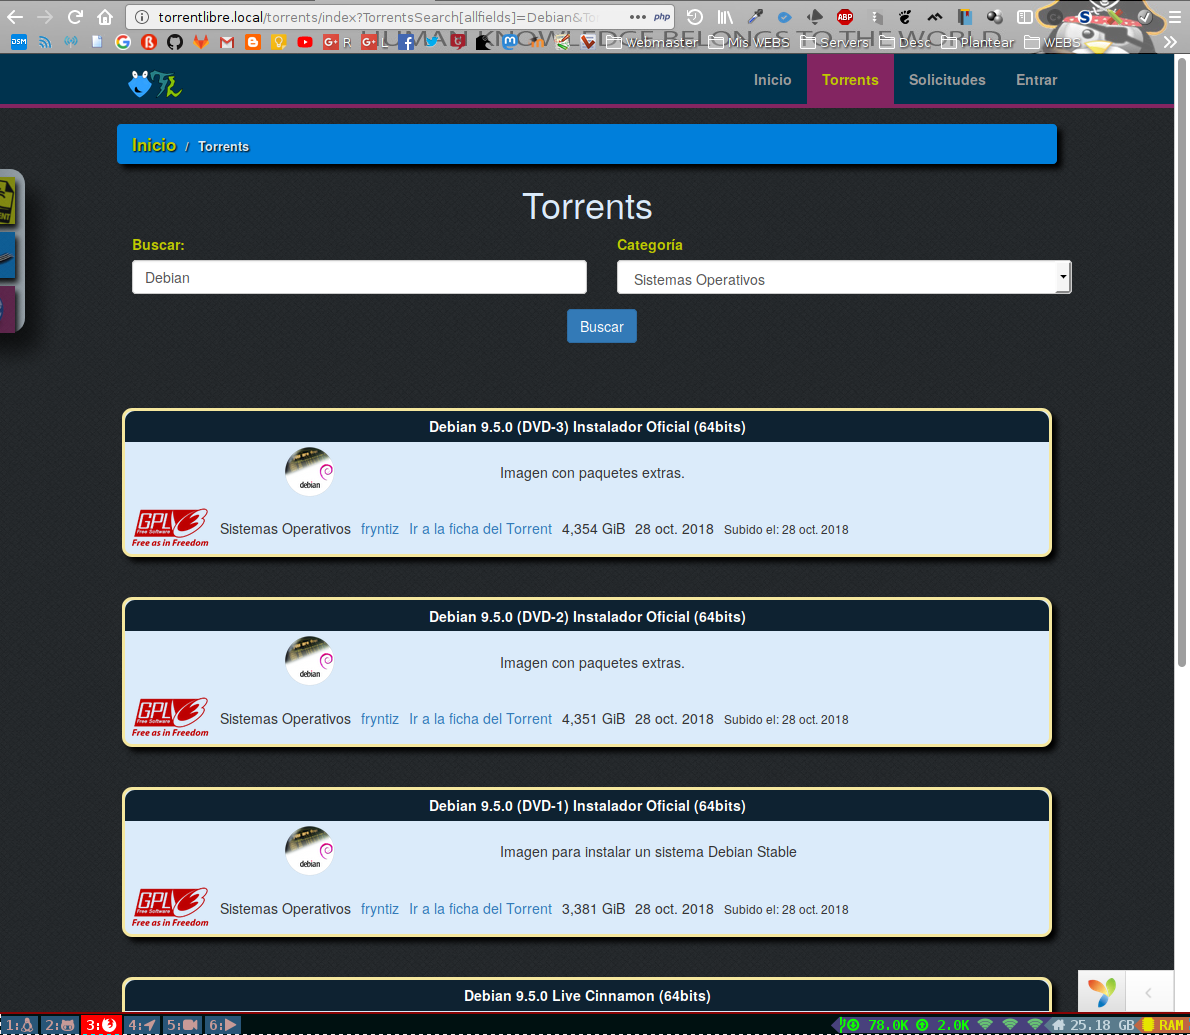 torrentlibre.local/torrents/index?TorrentsSearch[allfields]=Debian&To
php
ABP
HUMAN KNOWLEDGE BELONGS TO THE WORLD
DSM
R
L
Webmaster
Mis WEBS
Servers
Desc
Plantear
WEBS
Inicio
Torrents
Solicitudes
Entrar
Inicio / Torrents
Torrents
Buscar:
Categoría
Debian
Sistemas Operativos
Buscar
Debian 9.5.0 (DVD-3) Instalador Oficial (64bits)
debian
Imagen con paquetes extras.
GPLv3
Free Software
Free as in Freedom
Sistemas Operativos fryntiz Ir a la ficha del Torrent 4,354 GiB 28 oct. 2018 Subido el: 28 oct. 2018
Debian 9.5.0 (DVD-2) Instalador Oficial (64bits)
debian
Imagen con paquetes extras.
GPLv3
Free Software
Free as in Freedom
Sistemas Operativos fryntiz Ir a la ficha del Torrent 4,351 GiB 28 oct. 2018 Subido el: 28 oct. 2018
Debian 9.5.0 (DVD-1) Instalador Oficial (64bits)
debian
Imagen para instalar un sistema Debian Stable
GPLv3
Free Software
Free as in Freedom
Sistemas Operativos fryntiz Ir a la ficha del Torrent 3,381 GiB 28 oct. 2018 Subido el: 28 oct. 2018
Debian 9.5.0 Live Cinnamon (64bits)
1: 2: 3: 4: 5: 6:
78.0K 2.0K 25.18 GB RAM